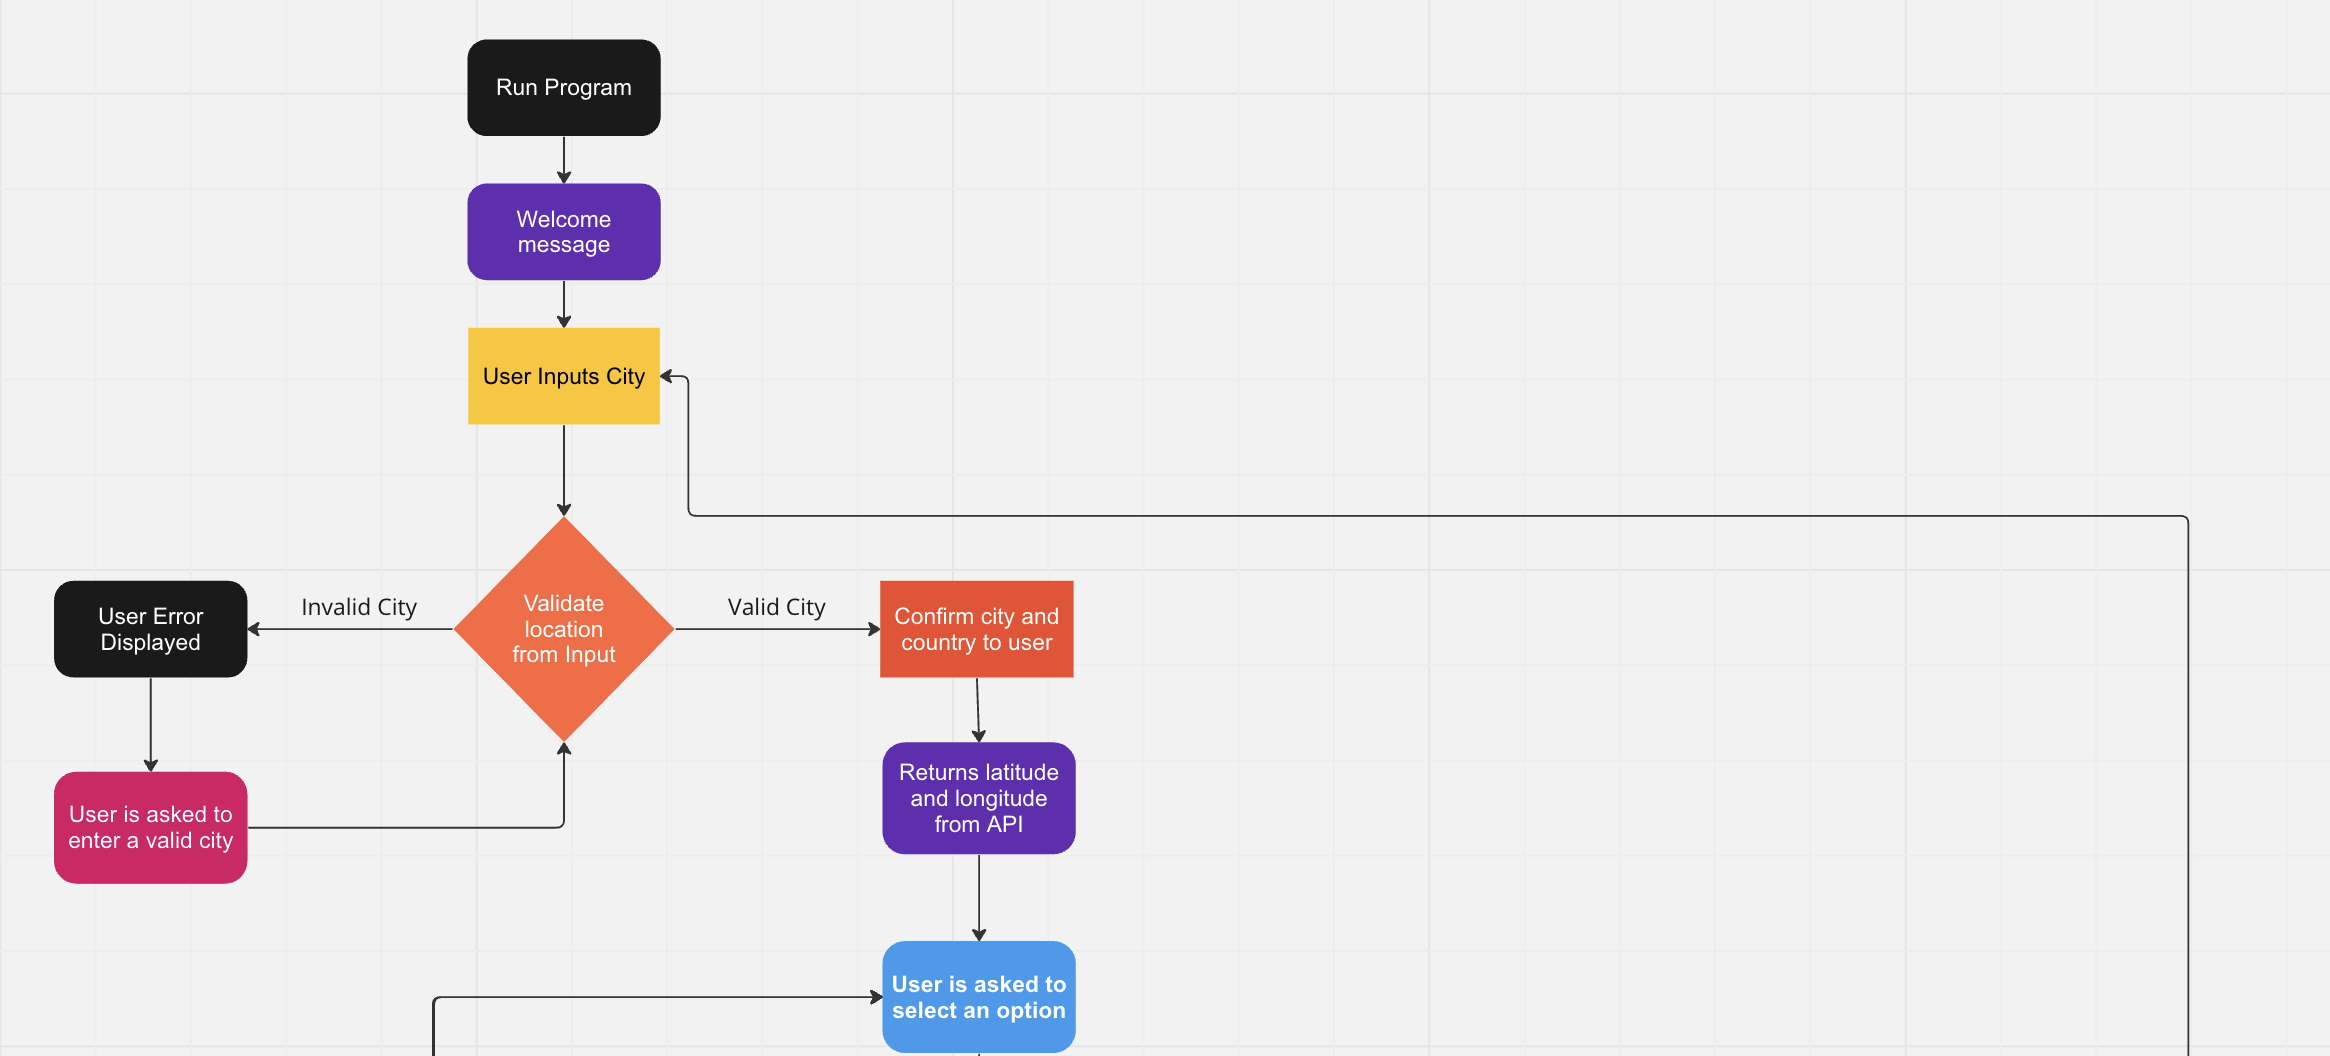 Run Program
Welcome
message
User Inputs City
Validate
location
from Input
Invalid City
Valid City
User Error
Displayed
Confirm city and
country to user
User is asked to
enter a valid city
Returns latitude
and longitude
from API
User is asked to
select an option